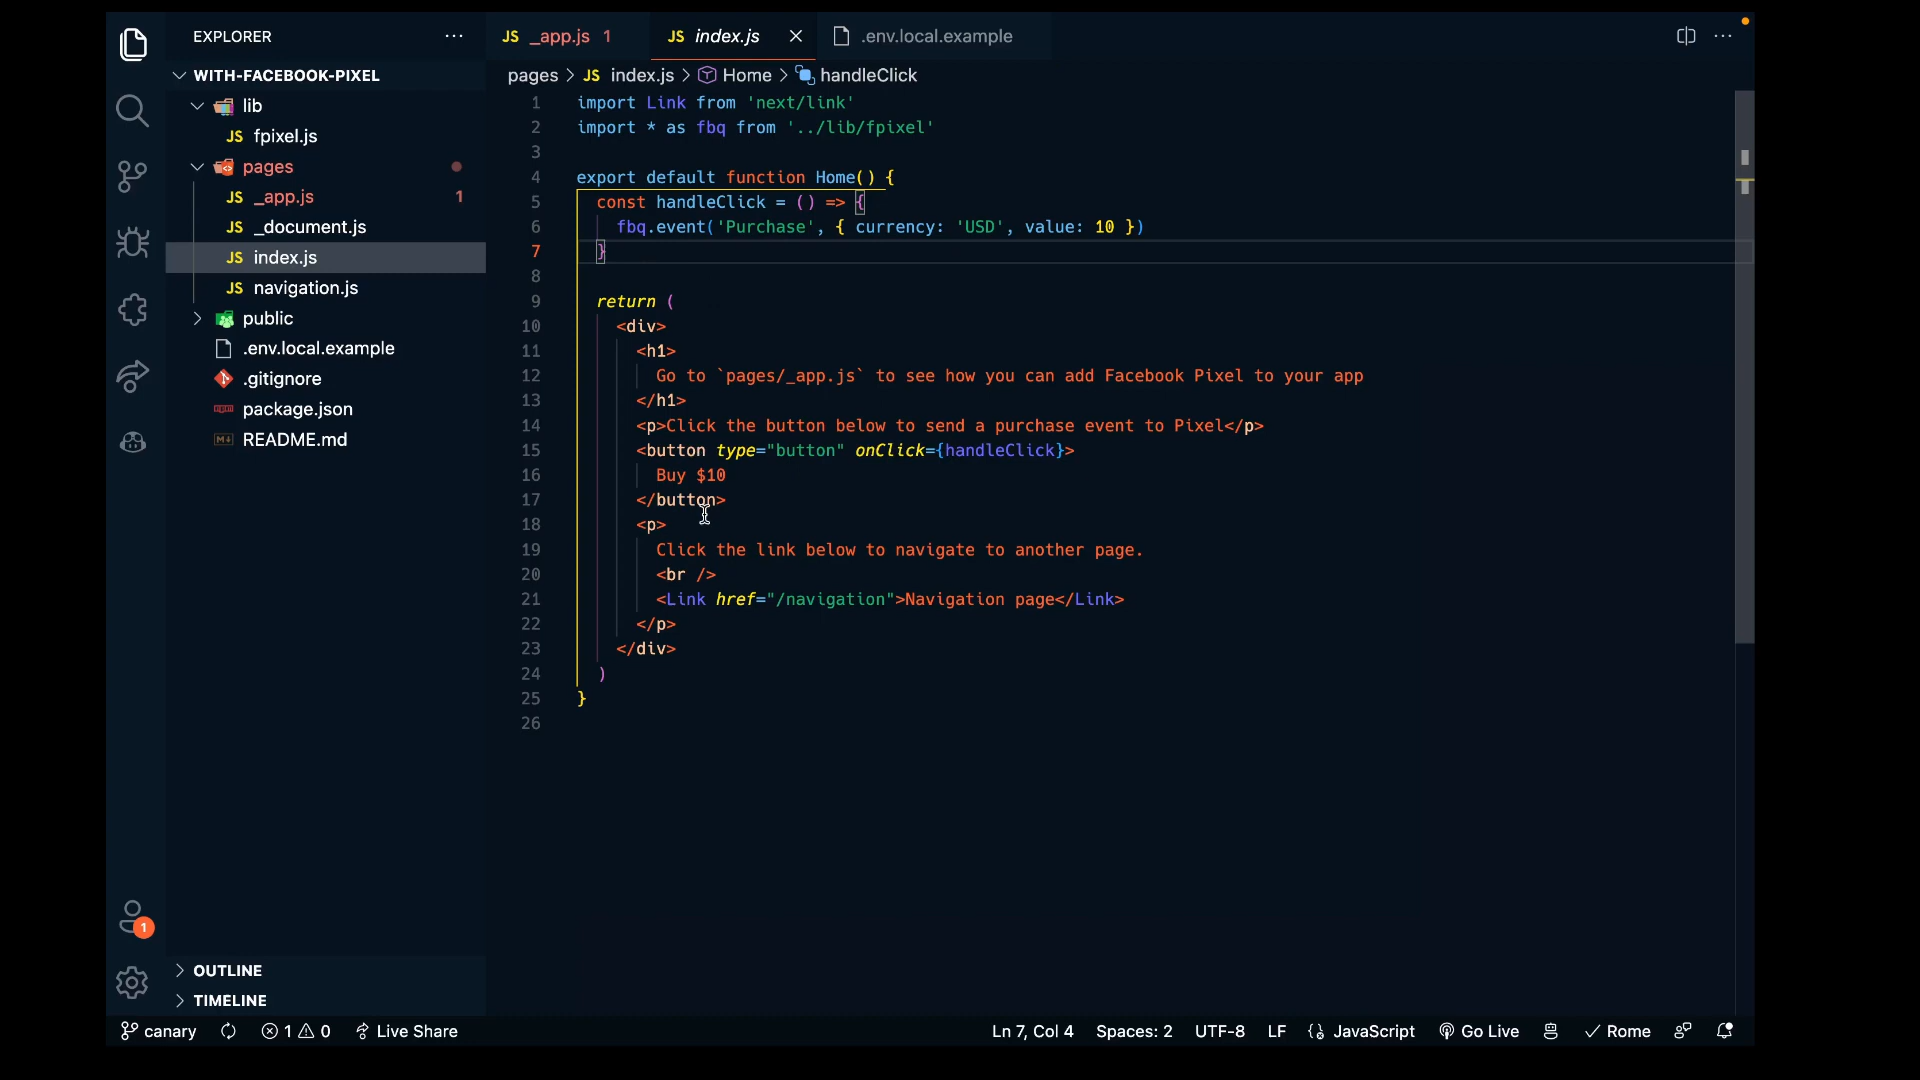 EXPLORER
WITH-FACEBOOK-PIXEL
lib
JS fpixel.js
pages
JS _app.js 1
JS _document.js
JS index.js
JS navigation.js
public
.env.local.example
.gitignore
package.json
README.md
OUTLINE
TIMELINE
JS _app.js 1
JS index.js
.env.local.example
pages > JS index.js > Home > handleClick
1 import Link from 'next/link'
2 import * as fbq from '../lib/fpixel'
3
4 export default function Home() {
5 const handleClick = () => {
6 fbq.event('Purchase', { currency: 'USD', value: 10 })
7 }
8
9 return (
10 <div>
11 <h1>
12 Go to `pages/_app.js` to see how you can add Facebook Pixel to your app
13 </h1>
14 <p>Click the button below to send a purchase event to Pixel</p>
15 <button type="button" onClick={handleClick}>
16 Buy $10
17 </button>
18 <p>
19 Click the link below to navigate to another page.
20 <br />
21 <Link href="/navigation">Navigation page</Link>
22 </p>
23 </div>
24 )
25 }
26
1
canary 1 0 Live Share
Ln 7, Col 4 Spaces: 2 UTF-8 LF JavaScript Go Live Rome